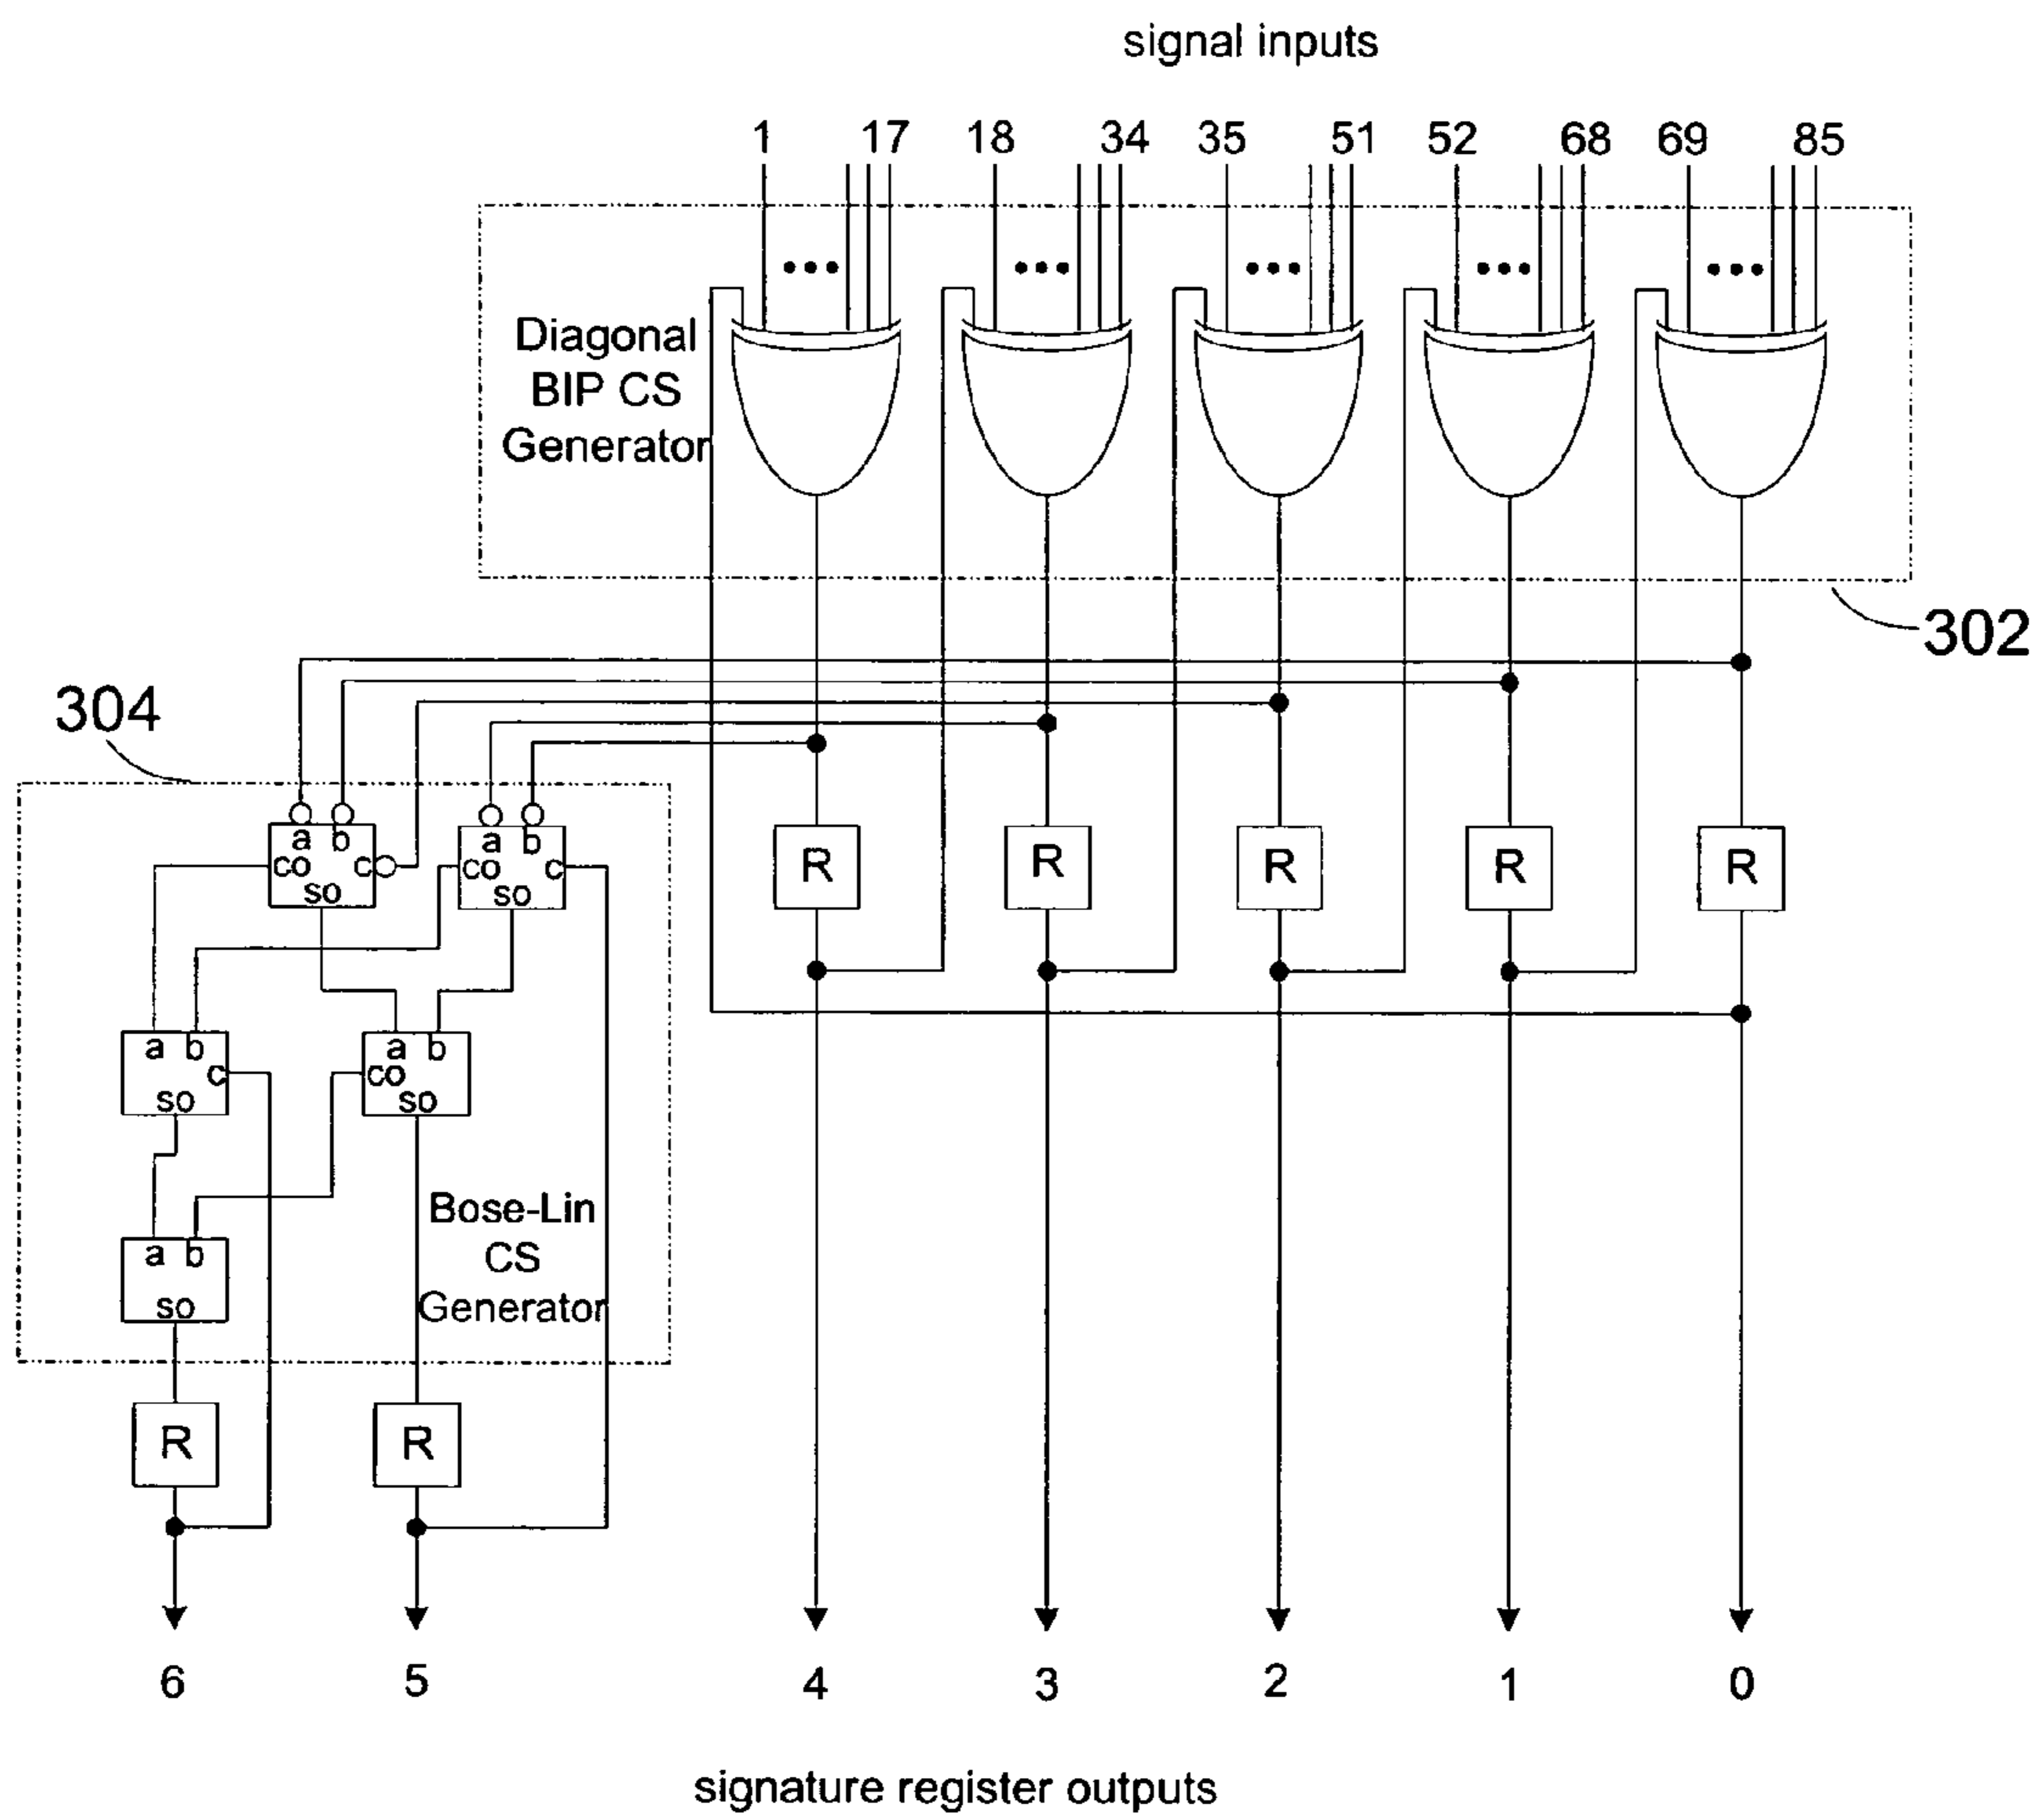 signal inputs
1 17 18 34 35 51 52 68 69 85
Diagonal
BIP CS
Generator
302
304
a b
co c
so
a b
co c
so
R R R R R
a b
c
so
a b
co
so
a b
so
Bose-Lin
CS
Generator
R R
6 5 4 3 2 1 0
signature register outputs